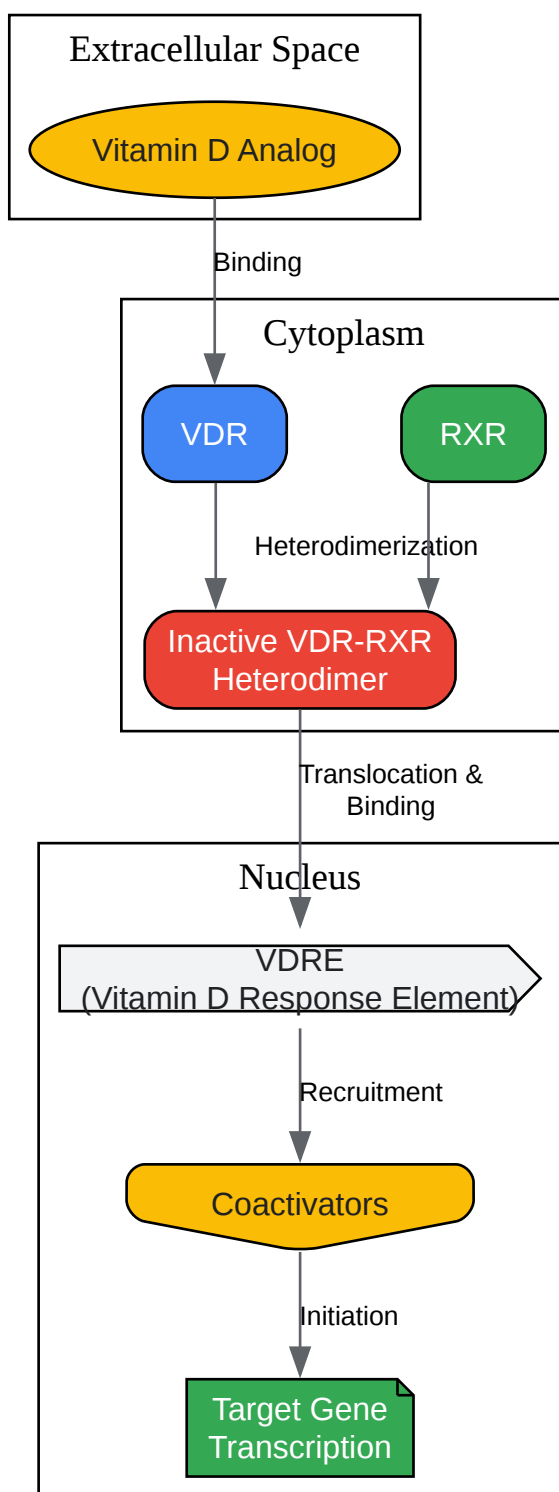 Extracellular Space
Vitamin D Analog
Binding
Cytoplasm
VDR
RXR
Heterodimerization
Inactive VDR-RXR
Heterodimer
Translocation &
Binding
Nucleus
VDRE
(Vitamin D Response Element)
Recruitment
Coactivators
Initiation
Target Gene
Transcription